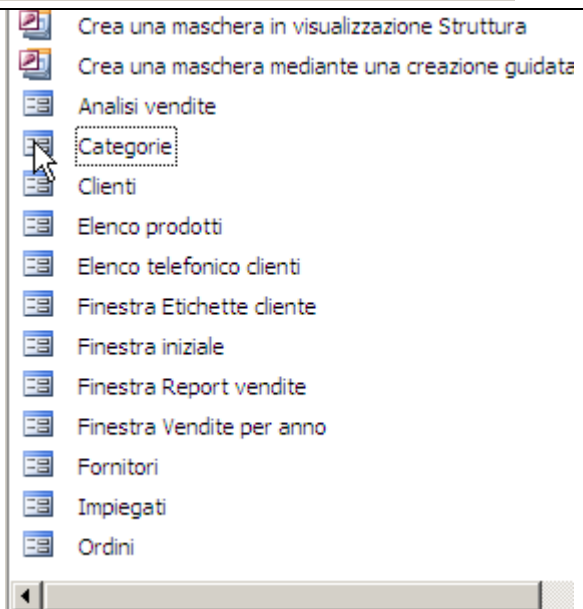 Crea una maschera in visualizzazione Struttura
Crea una maschera mediante una creazione guidata
Analisi vendite
Categorie
Clienti
Elenco prodotti
Elenco telefonico clienti
Finestra Etichette cliente
Finestra iniziale
Finestra Report vendite
Finestra Vendite per anno
Fornitori
Impiegati
Ordini